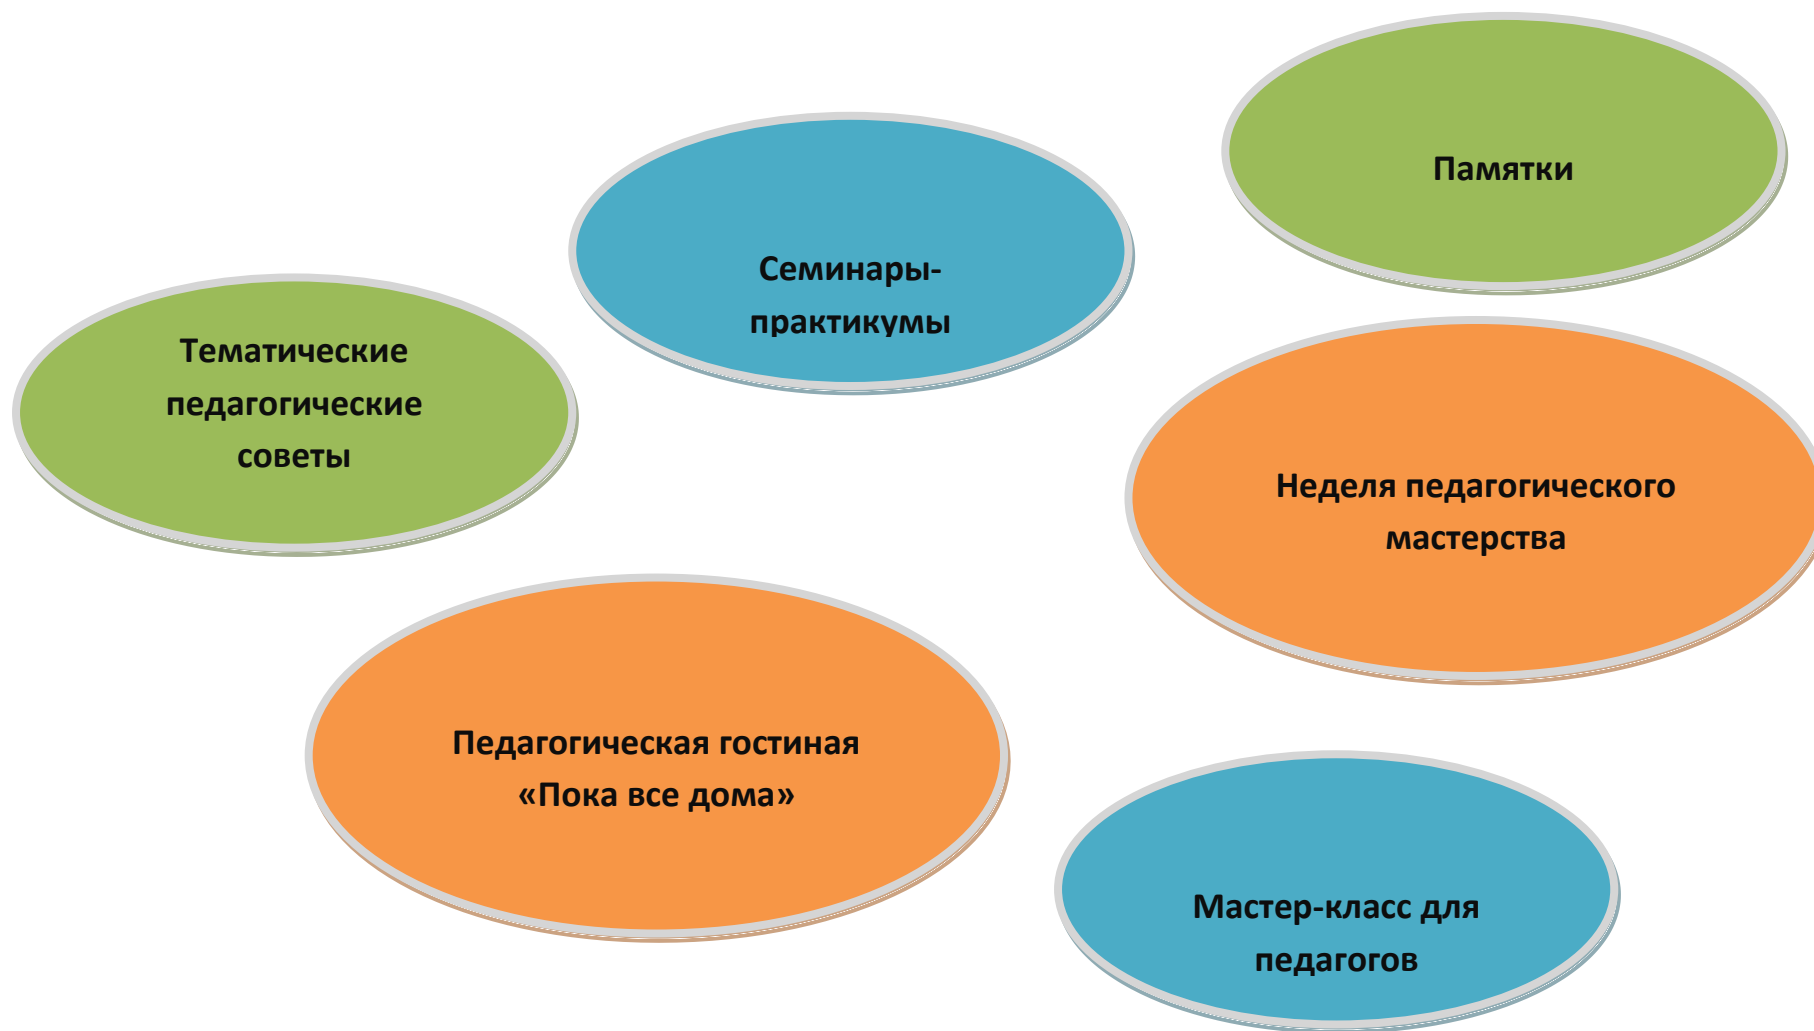 Памятки
Семинары-
практикумы
Тематические
педагогические
советы
Неделя педагогического
мастерства
Педагогическая гостиная
«Пока все дома»
Мастер-класс для
педагогов